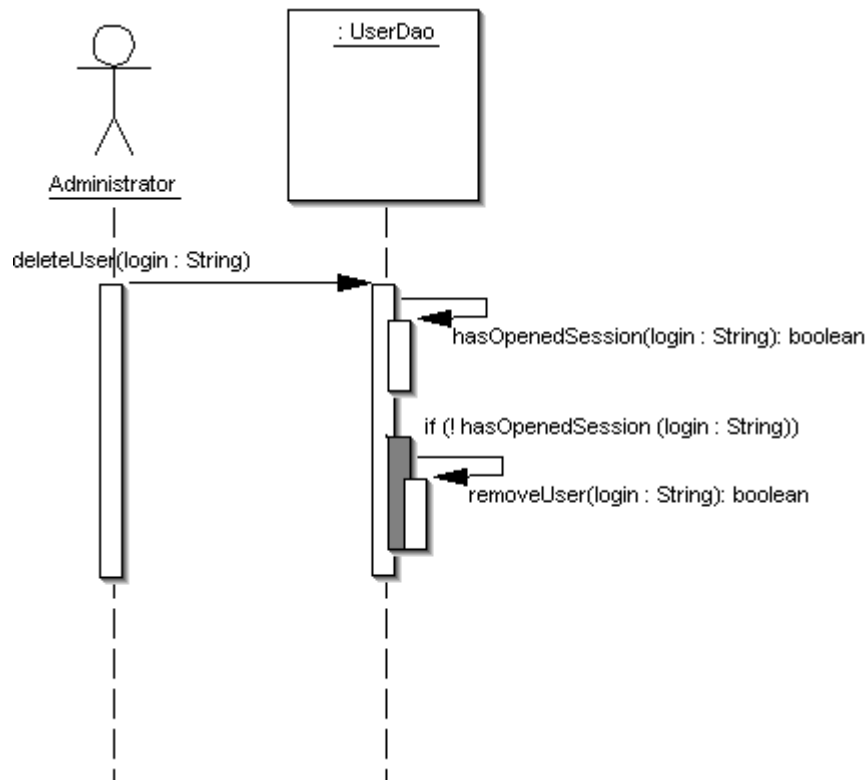 : UserDao
Administrator
deleteUser(login : String)
hasOpenedSession(login : String): boolean
if (! hasOpenedSession (login : String))
removeUser(login : String): boolean